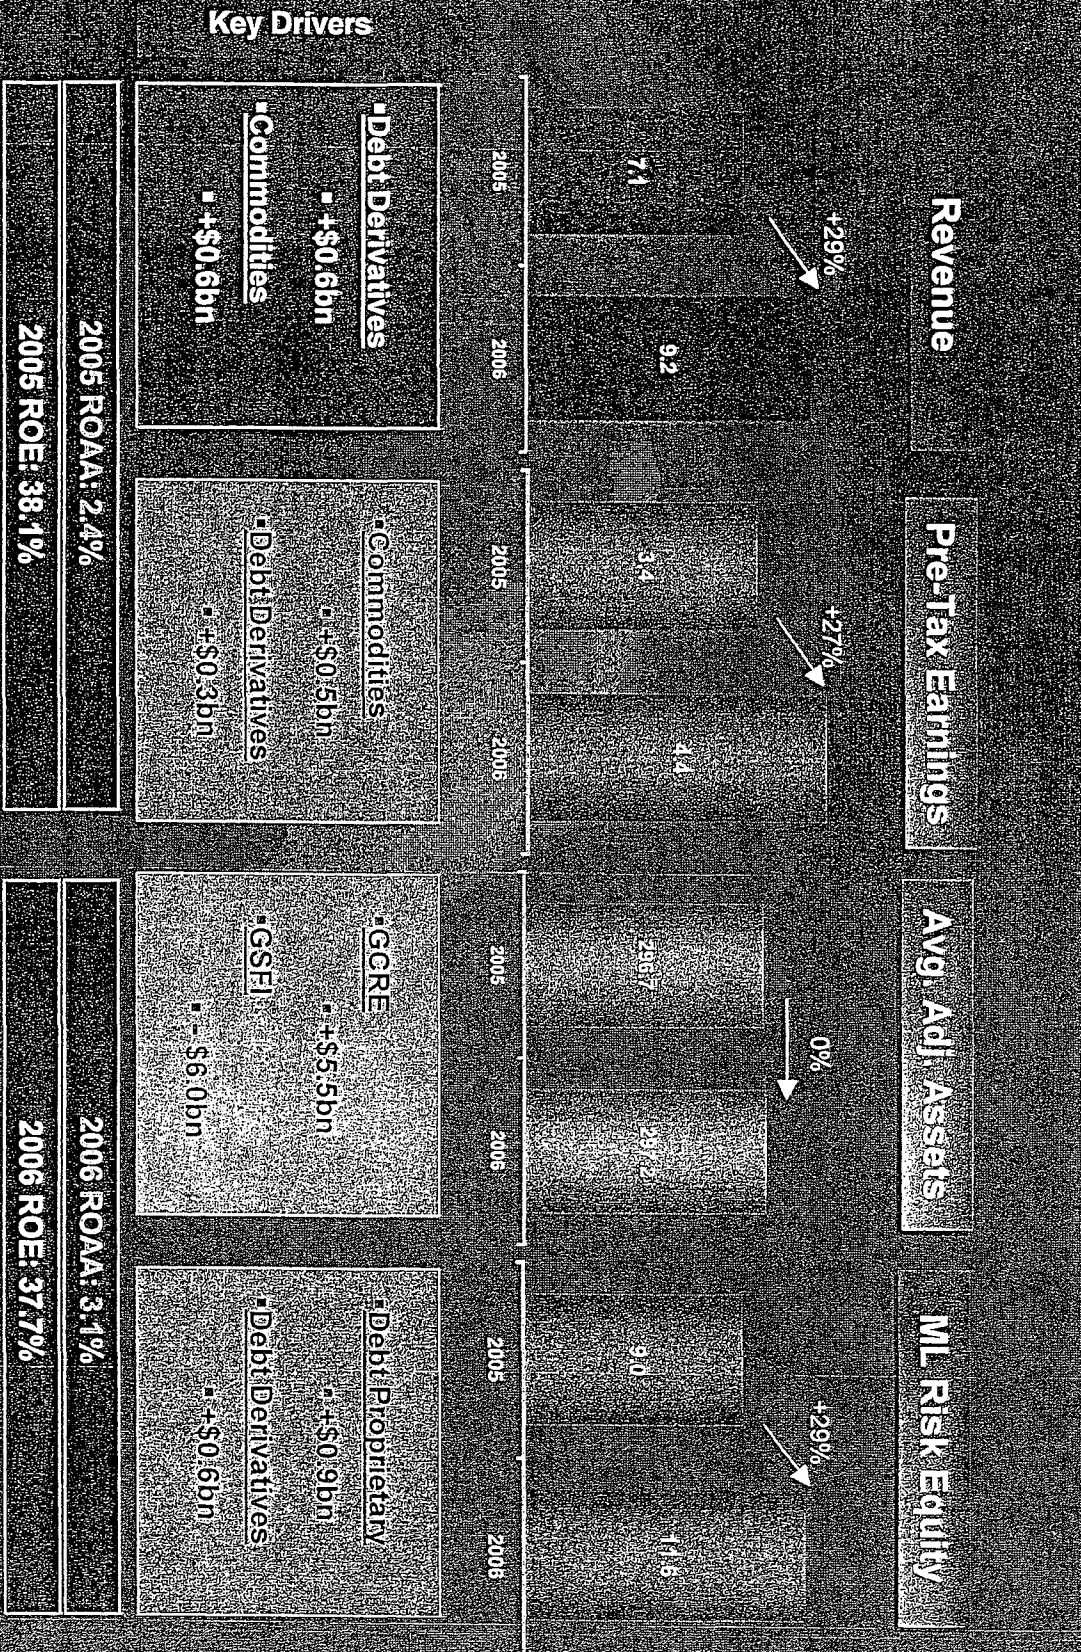 Revenue
Pre-Tax Earnings
Avg. Adj. Assets
ML Risk Equity
+29%
+27%
0%
+29%
7.1
9.2
3.4
4.4
296.7
297.2
9.0
11.6
2005
2006
2005
2006
2005
2006
2005
2006
Key Drivers
▪Debt Derivatives
▪ +$0.6bn
▪Commodities
▪ +$0.6bn
▪Commodities
▪ +$0.5bn
▪Debt Derivatives
▪ +$0.3bn
▪GCRE
▪ +$5.5bn
▪GSFI
▪ -$6.0bn
▪Debt Proprietary
▪ +$0.9bn
▪Debt Derivatives
▪ +$0.6bn
2005 ROAA: 2.4%
2005 ROE: 38.1%
2006 ROAA: 3.1%
2006 ROE: 37.7%